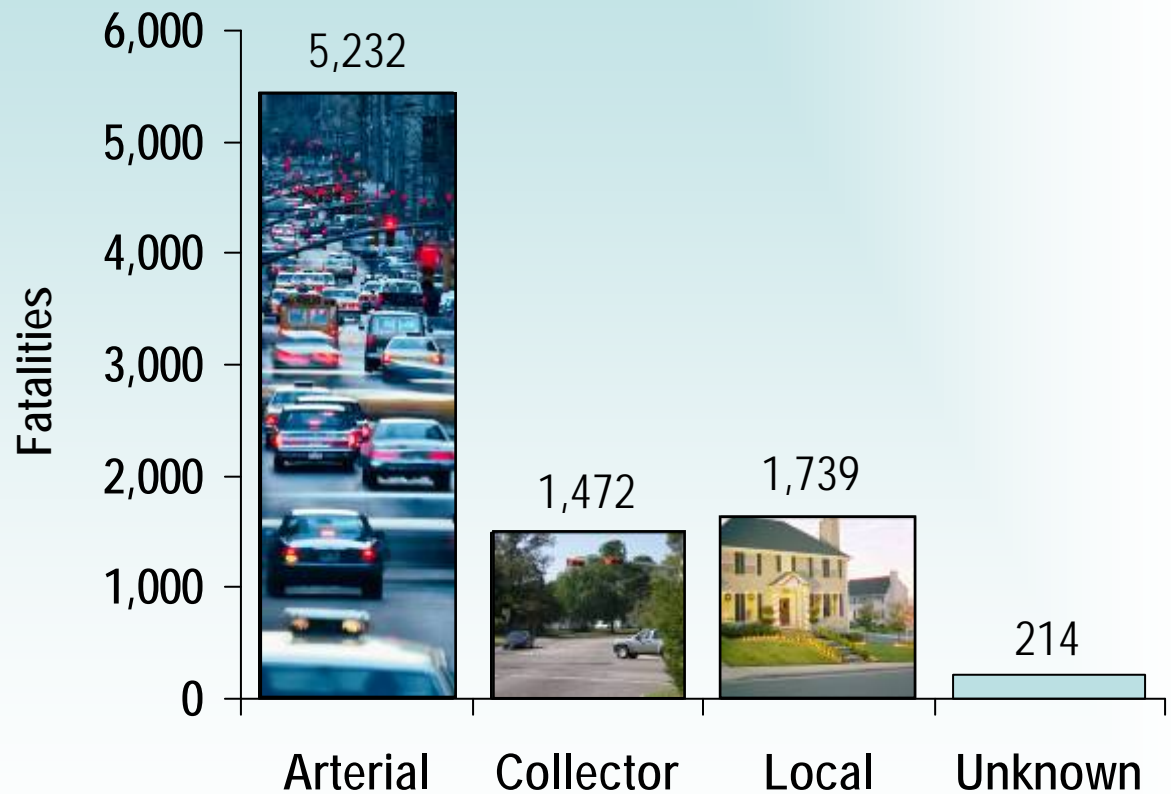 6,000
5,000
4,000
3,000
2,000
1,000
0
Fatalities
5,232
1,472
1,739
214
Arterial
Collector
Local
Unknown